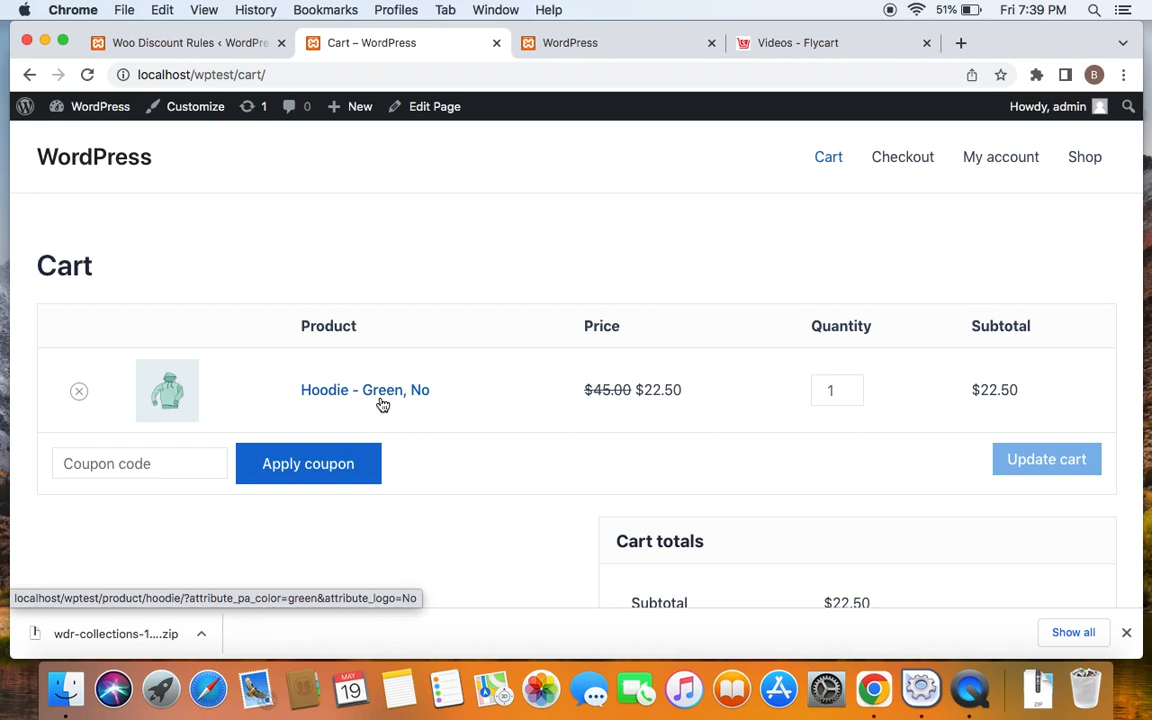 Chrome File Edit View History Bookmarks Profiles Tab Window Help 51% Fri 7:39 PM
Woo Discount Rules ‹ WordPre Cart – WordPress WordPress Videos - Flycart
localhost/wptest/cart/ B
WordPress Customize 1 0 New Edit Page Howdy, admin
WordPress Cart Checkout My account Shop
Cart
Product Price Quantity Subtotal
Hoodie - Green, No $45.00 $22.50 1 $22.50
Coupon code Apply coupon Update cart
Cart totals
Subtotal $22.50
localhost/wptest/product/hoodie/?attribute_pa_color=green&attribute_logo=No
wdr-collections-1....zip Show all
MAY
19
ZIP